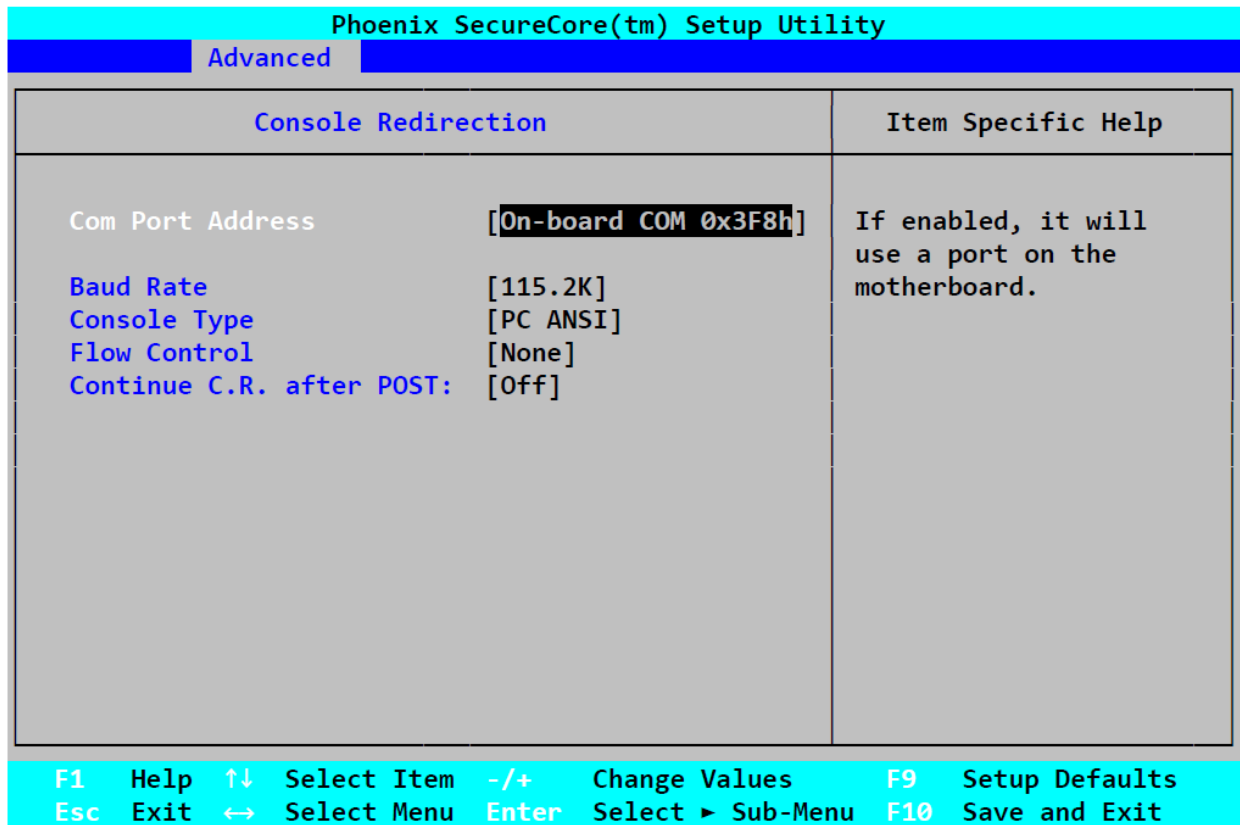 Phoenix SecureCore(tm) Setup Utility
Advanced
Console Redirection
Item Specific Help
Com Port Address [On-board COM 0x3F8h]
Baud Rate [115.2K]
Console Type [PC ANSI]
Flow Control [None]
Continue C.R. after POST: [Off]
If enabled, it will
use a port on the
motherboard.
F1 Help ↑↓ Select Item -/+ Change Values F9 Setup Defaults
Esc Exit ↔ Select Menu Enter Select ► Sub-Menu F10 Save and Exit